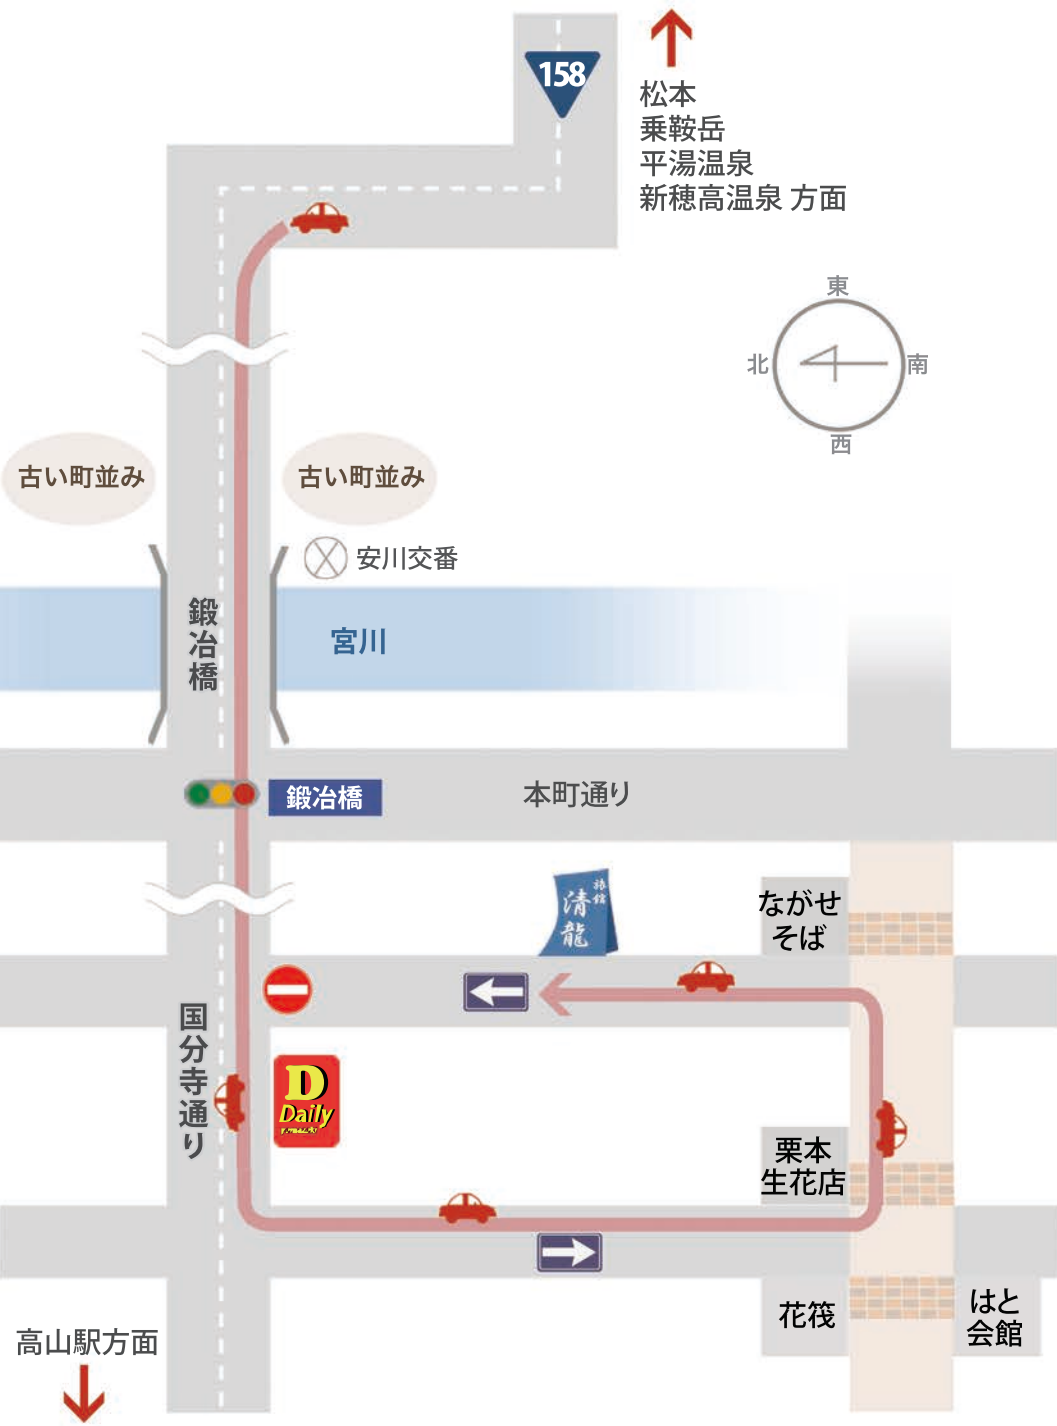 158
松本
乗鞍岳
平湯温泉
新穂高温泉 方面
東
北
南
西
古い町並み
古い町並み
安川交番
鍛冶橋
宮川
鍛冶橋
本町通り
旅館
清龍
ながせ
そば
国分寺通り
D
Daily
栗本
生花店
花筏
はと
会館
高山駅方面